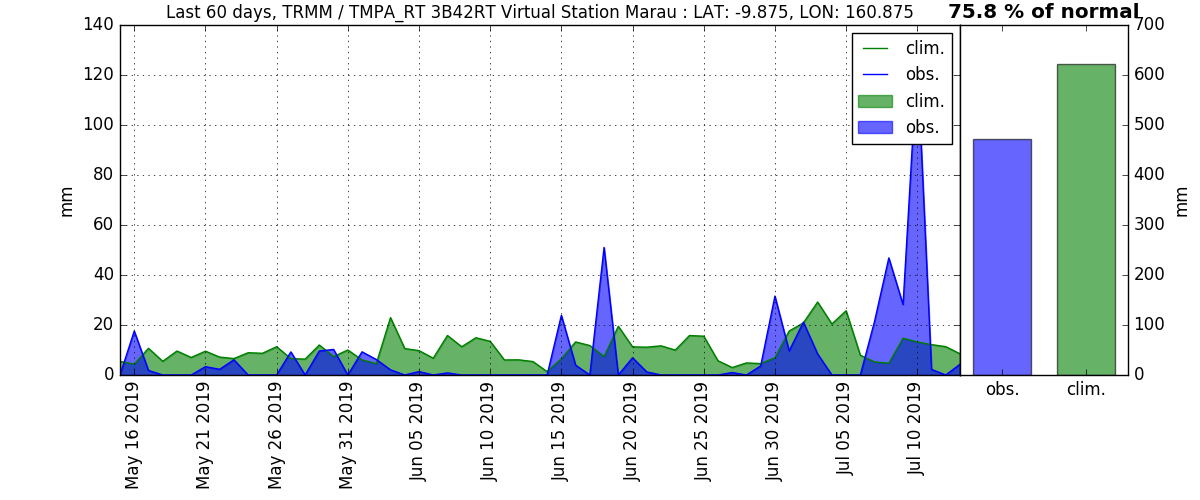 Last 60 days, TRMM / TMPA_RT 3B42RT Virtual Station Marau : LAT: -9.875, LON: 160.875
75.8 % of normal
140
120
100
80
60
40
20
0
mm
clim.
obs.
clim.
obs.
700
600
500
400
300
200
100
0
mm
May 16 2019
May 21 2019
May 26 2019
May 31 2019
Jun 05 2019
Jun 10 2019
Jun 15 2019
Jun 20 2019
Jun 25 2019
Jun 30 2019
Jul 05 2019
Jul 10 2019
obs.
clim.